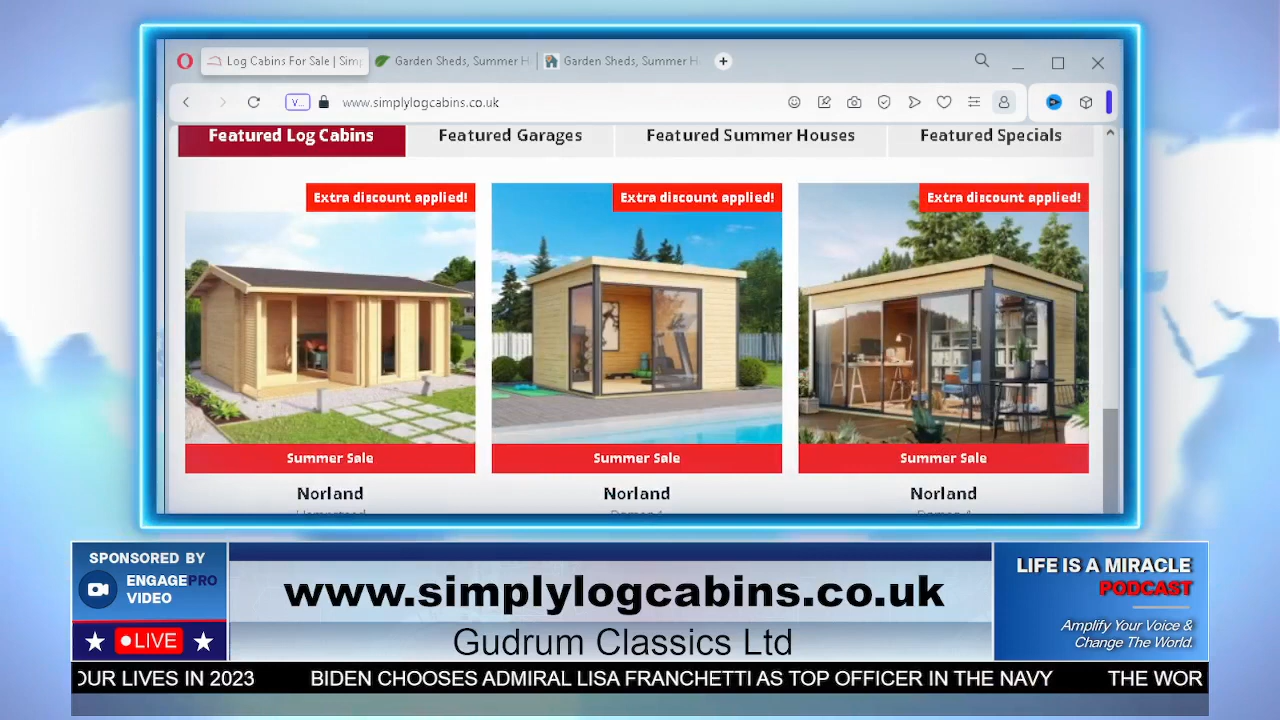 Log Cabins For Sale | Simp
Garden Sheds, Summer H
Garden Sheds, Summer H
V...
www.simplylogcabins.co.uk
Featured Log Cabins
Featured Garages
Featured Summer Houses
Featured Specials
Extra discount applied!
Extra discount applied!
Extra discount applied!
Summer Sale
Summer Sale
Summer Sale
Norland
Norland
Norland
SPONSORED BY
ENGAGEPRO
VIDEO
LIVE
www.simplylogcabins.co.uk
Gudrum Classics Ltd
LIFE IS A MIRACLE
PODCAST
Amplify Your Voice &
Change The World.
OUR LIVES IN 2023 BIDEN CHOOSES ADMIRAL LISA FRANCHETTI AS TOP OFFICER IN THE NAVY THE WOR